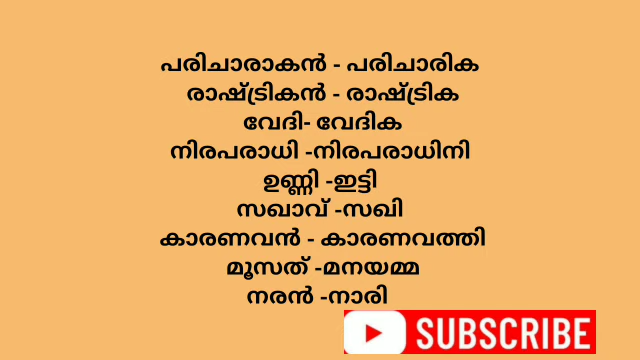 പരിചാരാകൻ - പരിചാരിക
രാഷ്ട്രികൻ - രാഷ്ട്രിക
വേദി- വേദിക
നിരപരാധി -നിരപരാധിനി
ഉണ്ണി -ഇട്ടി
സഖാവ് -സഖി
കാരണവൻ - കാരണവത്തി
മൂസത് -മനയമ്മ
നരൻ -നാരി
SUBSCRIBE